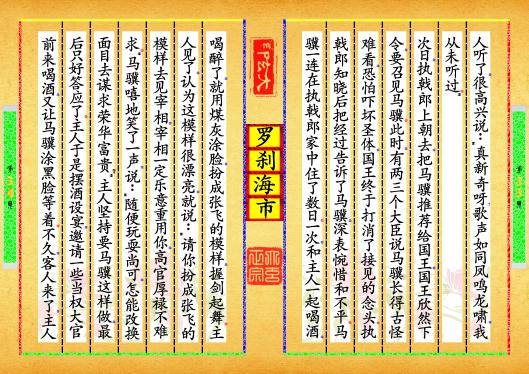 人听了很高兴说：真新奇呀歌声如同凤鸣龙啸我
从未听过。
次日执戟郎上朝去把马骥推荐给国王国王欣然下
令要召见马骥此时有两三个大臣说马骥长得古怪
难看恐怕吓坏圣体国王终于打消了接见的念头执
戟郎知晓后把经过告诉了马骥深表惋惜和不平马
骥一连在执戟郎家中住了数日一次和主人一起喝酒
罗刹海市
喝醉了就用煤灰涂脸扮成张飞的模样握剑起舞主
人见了认为这模样很漂亮就说：请你扮成张飞的
模样去见宰相宰相一定乐意重用你高官厚禄不难
求。马骥嘻地笑了一声说：随便玩耍尚可怎能改换
面目去谋求荣华富贵，主人坚持要马骥这样做最
后只好答应了主人于是摆酒设宴邀请一些当权大官
前来喝酒又让马骥涂黑脸等着不久客人来了主人